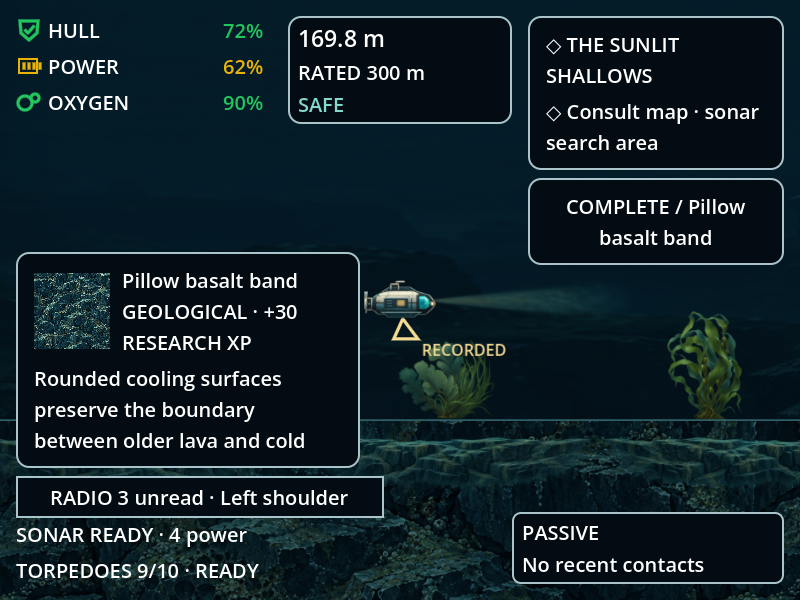 HULL 72%
POWER 62%
OXYGEN 90%
169.8 m
RATED 300 m
SAFE
◇ THE SUNLIT
SHALLOWS
◇ Consult map · sonar
search area
COMPLETE / Pillow
basalt band
Pillow basalt band
GEOLOGICAL · +30
RESEARCH XP
Rounded cooling surfaces
preserve the boundary
between older lava and cold
RECORDED
RADIO 3 unread · Left shoulder
SONAR READY · 4 power
TORPEDOES 9/10 · READY
PASSIVE
No recent contacts